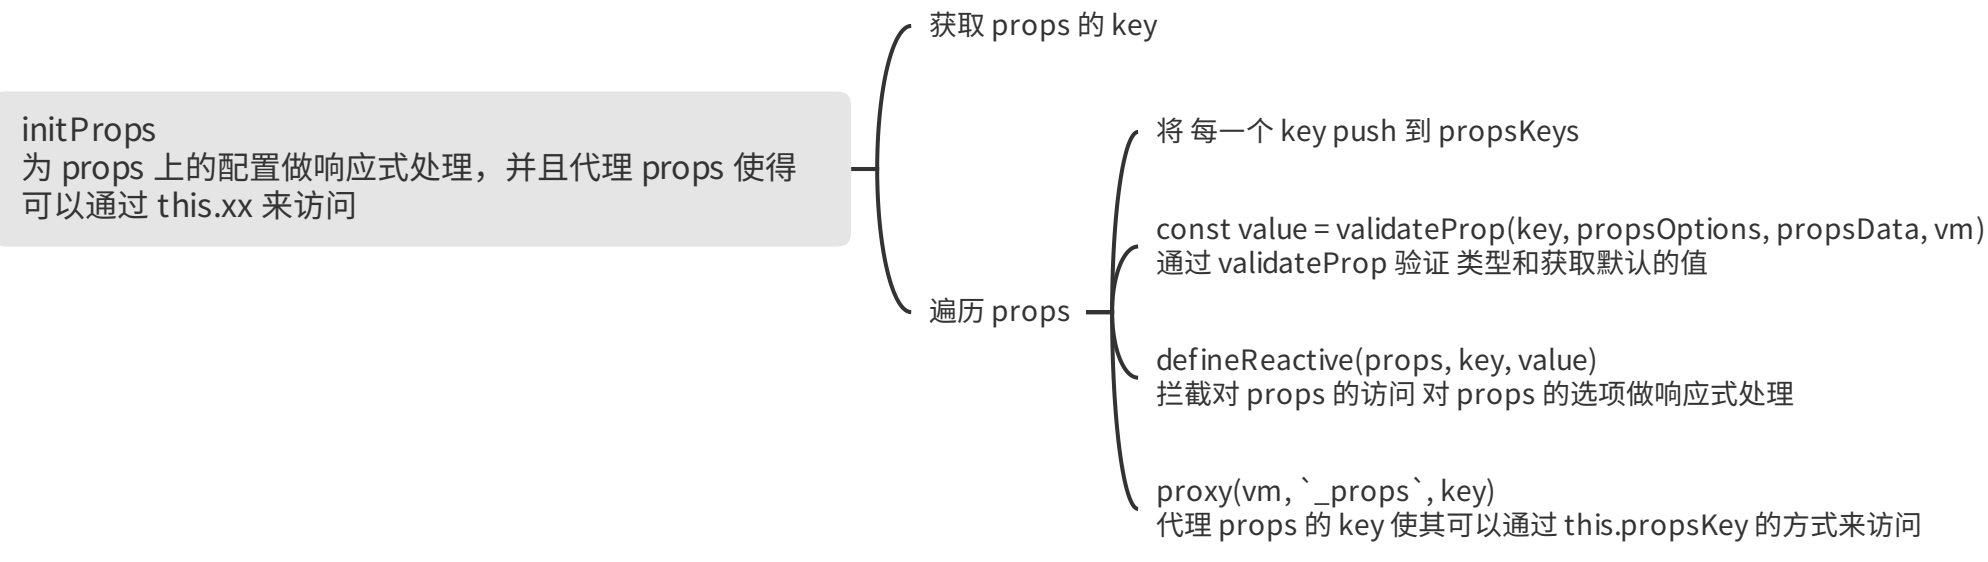 获取 props 的 key
initProps
为 props 上的配置做响应式处理，并且代理 props 使得
可以通过 this.xx 来访问
遍历 props
将 每一个 key push 到 propsKeys
const value = validateProp(key, propsOptions, propsData, vm)
通过 validateProp 验证 类型和获取默认的值
defineReactive(props, key, value)
拦截对 props 的访问 对 props 的选项做响应式处理
proxy(vm, `_props`, key)
代理 props 的 key 使其可以通过 this.propsKey 的方式来访问